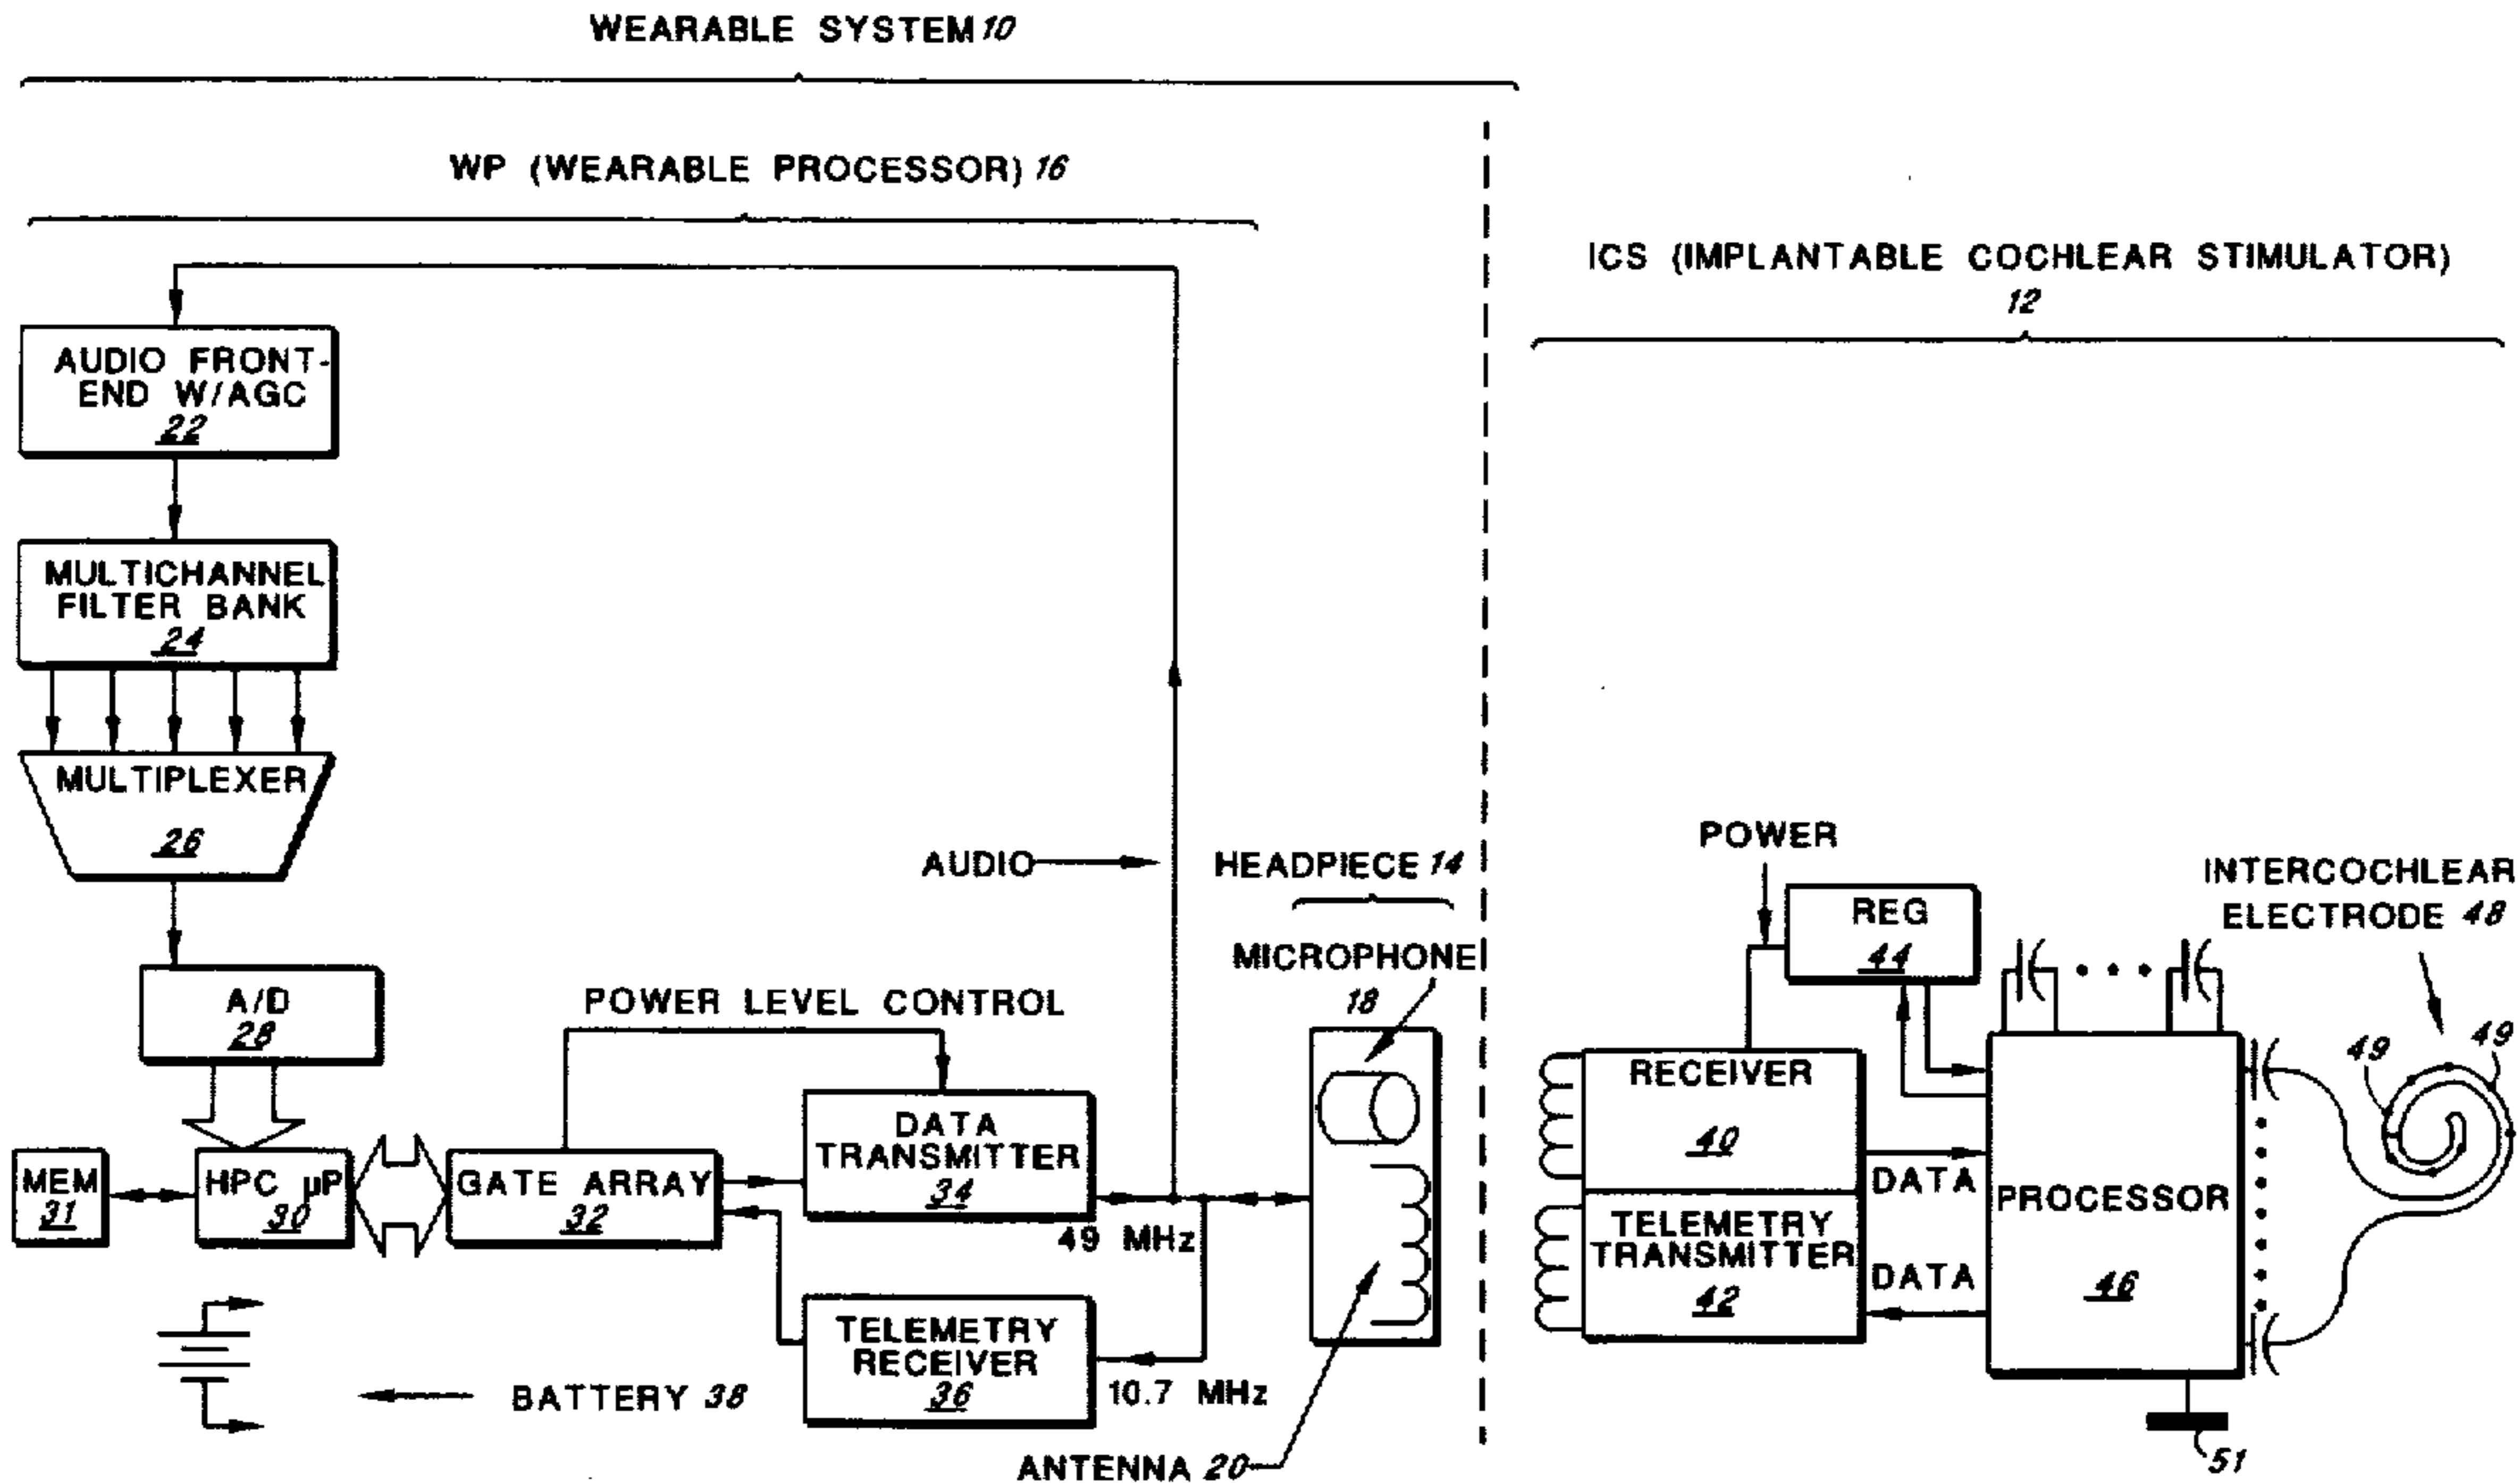 WEARABLE SYSTEM 10
WP (WEARABLE PROCESSOR) 16
ICS (IMPLANTABLE COCHLEAR STIMULATOR)
12
AUDIO FRONT-
END W/AGC
22
MULTICHANNEL
FILTER BANK
24
MULTIPLEXER
26
A/D
28
MEM
31
HPC µP
30
POWER LEVEL CONTROL
GATE ARRAY
32
DATA
TRANSMITTER
34
49 MHz
TELEMETRY
RECEIVER
36
10.7 MHz
BATTERY 38
AUDIO
HEADPIECE 14
MICROPHONE
18
ANTENNA 20
POWER
REG
44
RECEIVER
40
TELEMETRY
TRANSMITTER
42
DATA
DATA
PROCESSOR
46
INTERCOCHLEAR
ELECTRODE 48
49
49
51